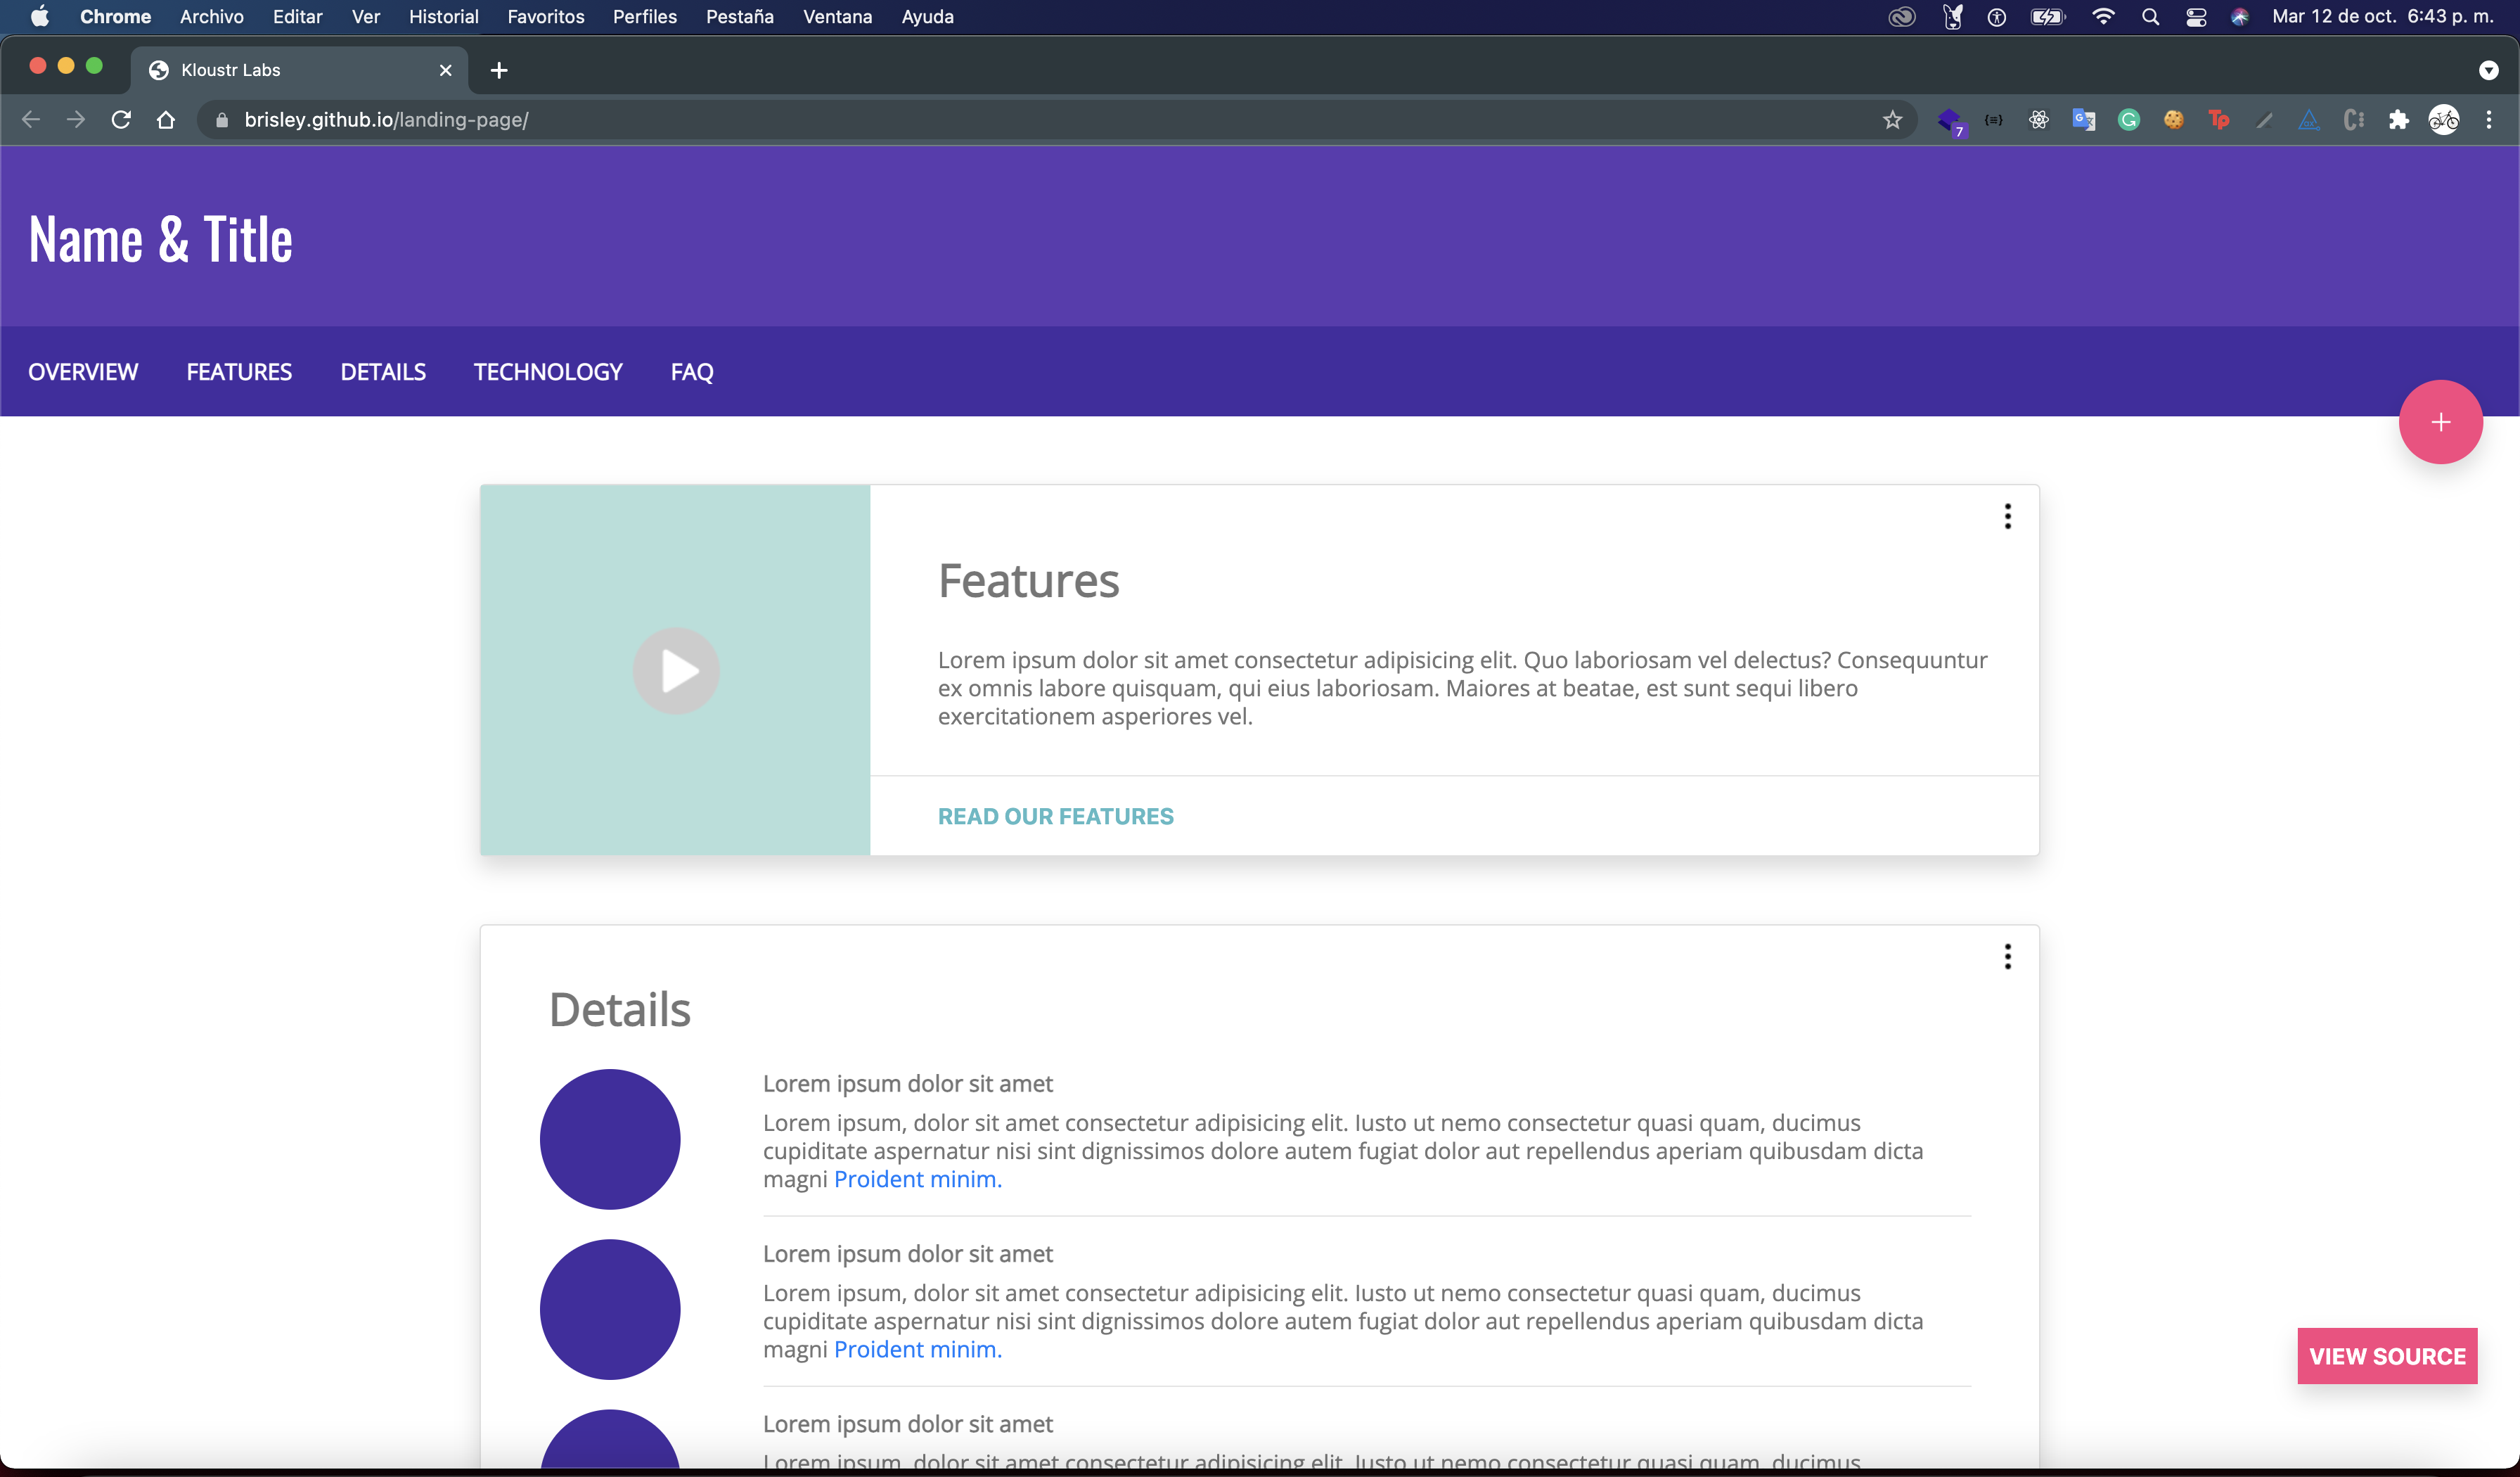 Chrome Archivo Editar Ver Historial Favoritos Perfiles Pestaña Ventana Ayuda Mar 12 de oct. 6:43 p. m.
Kloustr Labs
brisley.github.io/landing-page/
7
Name & Title
OVERVIEW FEATURES DETAILS TECHNOLOGY FAQ
+
Features
Lorem ipsum dolor sit amet consectetur adipisicing elit. Quo laboriosam vel delectus? Consequuntur
ex omnis labore quisquam, qui eius laboriosam. Maiores at beatae, est sunt sequi libero
exercitationem asperiores vel.
READ OUR FEATURES
Details
Lorem ipsum dolor sit amet
Lorem ipsum, dolor sit amet consectetur adipisicing elit. Iusto ut nemo consectetur quasi quam, ducimus
cupiditate aspernatur nisi sint dignissimos dolore autem fugiat dolor aut repellendus aperiam quibusdam dicta
magni Proident minim.
Lorem ipsum dolor sit amet
Lorem ipsum, dolor sit amet consectetur adipisicing elit. Iusto ut nemo consectetur quasi quam, ducimus
cupiditate aspernatur nisi sint dignissimos dolore autem fugiat dolor aut repellendus aperiam quibusdam dicta
magni Proident minim.
VIEW SOURCE
Lorem ipsum dolor sit amet
Lorem ipsum, dolor sit amet consectetur adipisicing elit. Iusto ut nemo consectetur quasi quam, ducimus